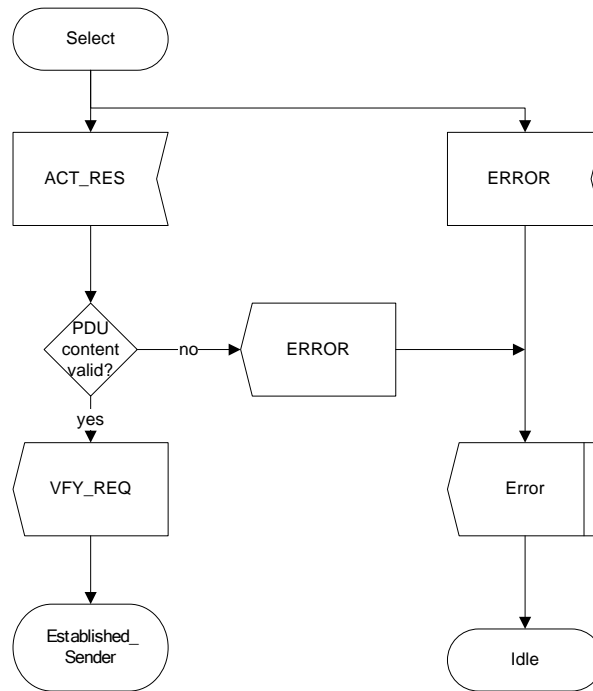 Select
ACT_RES
ERROR
PDU
content
valid?
no
ERROR
yes
VFY_REQ
Error
Established_
Sender
Idle